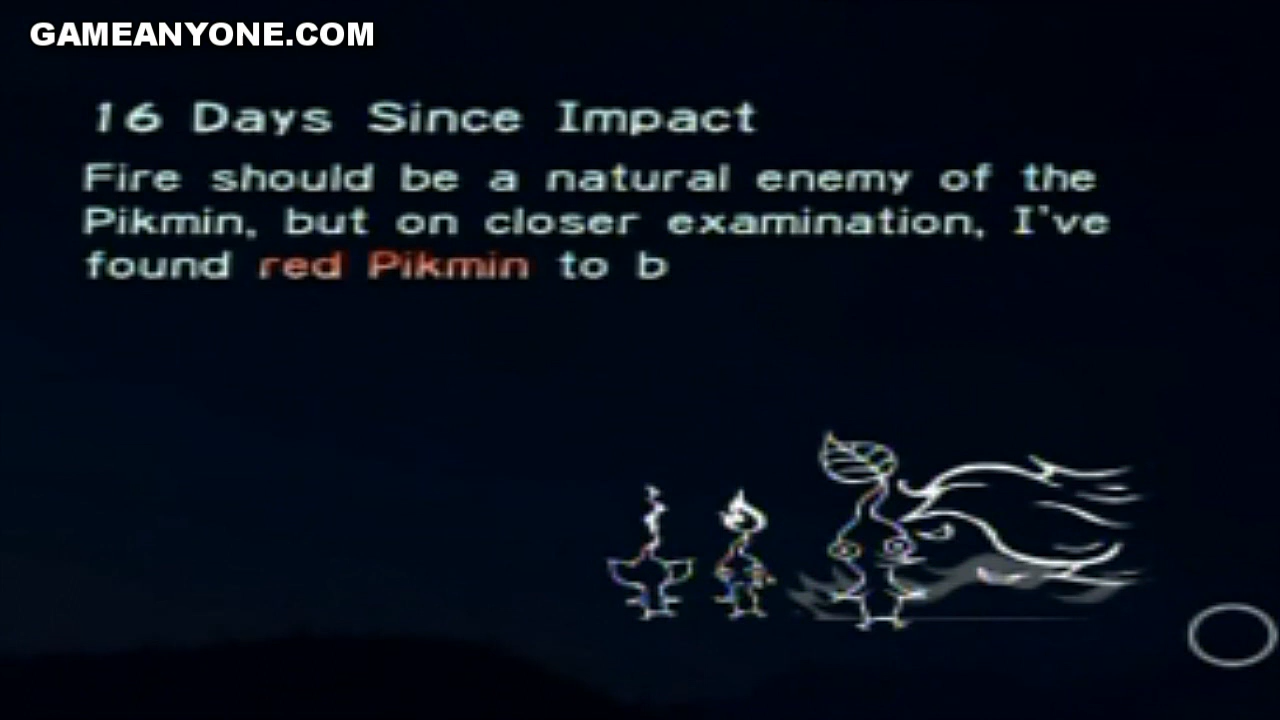 GAMEANYONE.COM
16 Days Since Impact
Fire should be a natural enemy of the
Pikmin, but on closer examination, I've
found red Pikmin to b